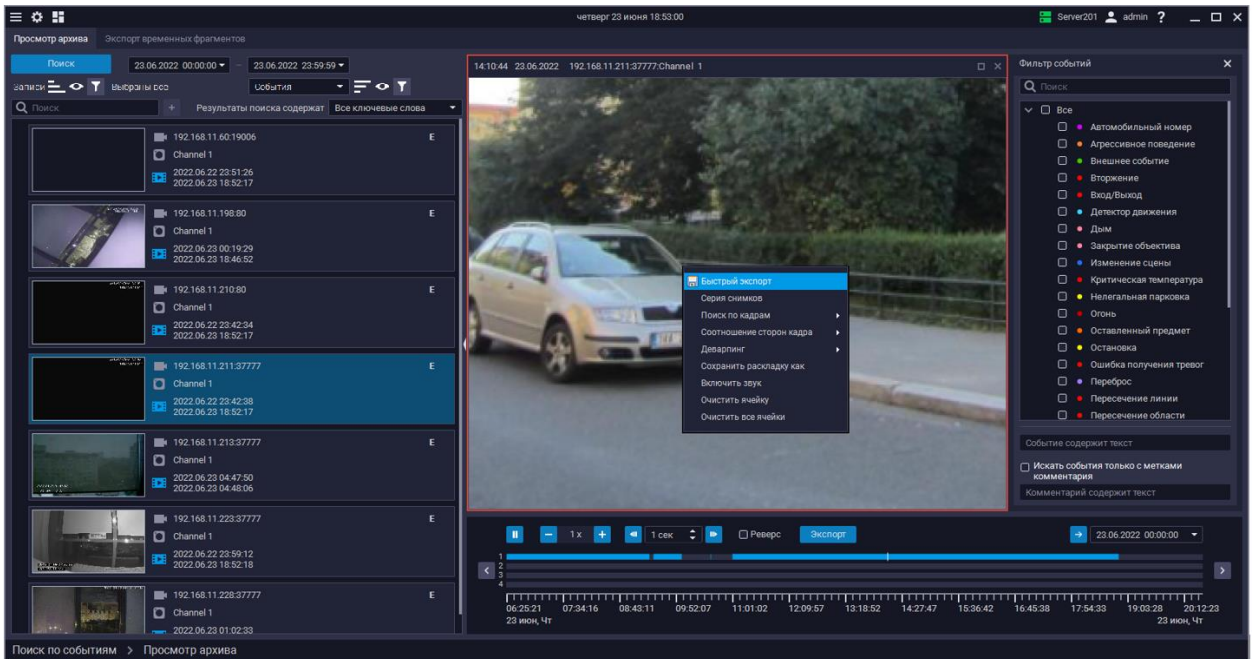 четверг 23 июня 18:53:00
Server201 admin ?
Просмотр архива Экспорт временных фрагментов
Поиск 23.06.2022 00:00:00 – 23.06.2022 23:59:59
Записи Выбраны все События
Поиск + Результаты поиска содержат Все ключевые слова
192.168.11.60:19006 E
Channel 1
2022.06.22 23:51:26
2022.06.23 18:52:17
192.168.11.198:80 E
Channel 1
2022.06.23 00:19:29
2022.06.23 18:46:52
192.168.11.210:80 E
Channel 1
2022.06.22 23:42:34
2022.06.23 18:52:17
192.168.11.211:37777 E
Channel 1
2022.06.22 23:42:38
2022.06.23 18:52:17
192.168.11.213:37777 E
Channel 1
2022.06.23 04:47:50
2022.06.23 04:48:06
192.168.11.223:37777 E
Channel 1
2022.06.22 23:59:12
2022.06.23 18:52:18
192.168.11.228:37777 E
Channel 1
2022.06.23 01:02:33
14:10:44 23.06.2022 192.168.11.211:37777:Channel 1
Быстрый экспорт
Серия снимков
Поиск по кадрам
Соотношение сторон кадра
Деварпинг
Сохранить раскладку как
Включить звук
Очистить ячейку
Очистить все ячейки
Фильтр событий
Поиск
Все
Автомобильный номер
Агрессивное поведение
Внешнее событие
Вторжение
Вход/Выход
Детектор движения
Дым
Закрытие объектива
Изменение сцены
Критическая температура
Нелегальная парковка
Огонь
Оставленный предмет
Остановка
Ошибка получения тревог
Переброс
Пересечение линии
Пересечение области
Событие содержит текст
Искать события только с метками
комментария
Комментарий содержит текст
1x 1 сек Реверс Экспорт 23.06.2022 00:00:00
1
2
3
4
06:25:21 07:34:16 08:43:11 09:52:07 11:01:02 12:09:57 13:18:52 14:27:47 15:36:42 16:45:38 17:54:33 19:03:28 20:12:23
23 июн, Чт 23 июн, Чт
Поиск по событиям > Просмотр архива